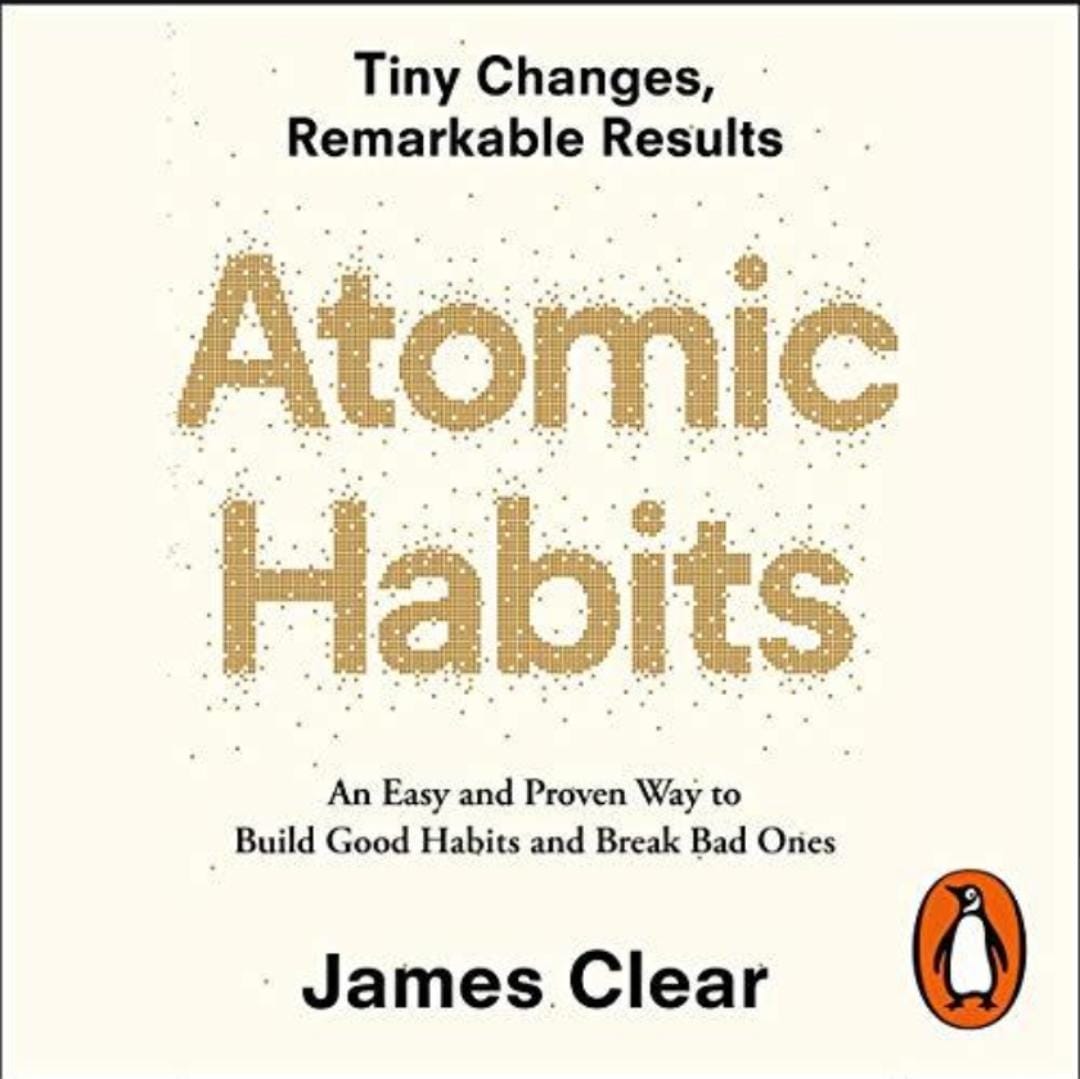 Tiny Changes,
Remarkable Results
Atomic
Habits
An Easy and Proven Way to
Build Good Habits and Break Bad Ones
James Clear